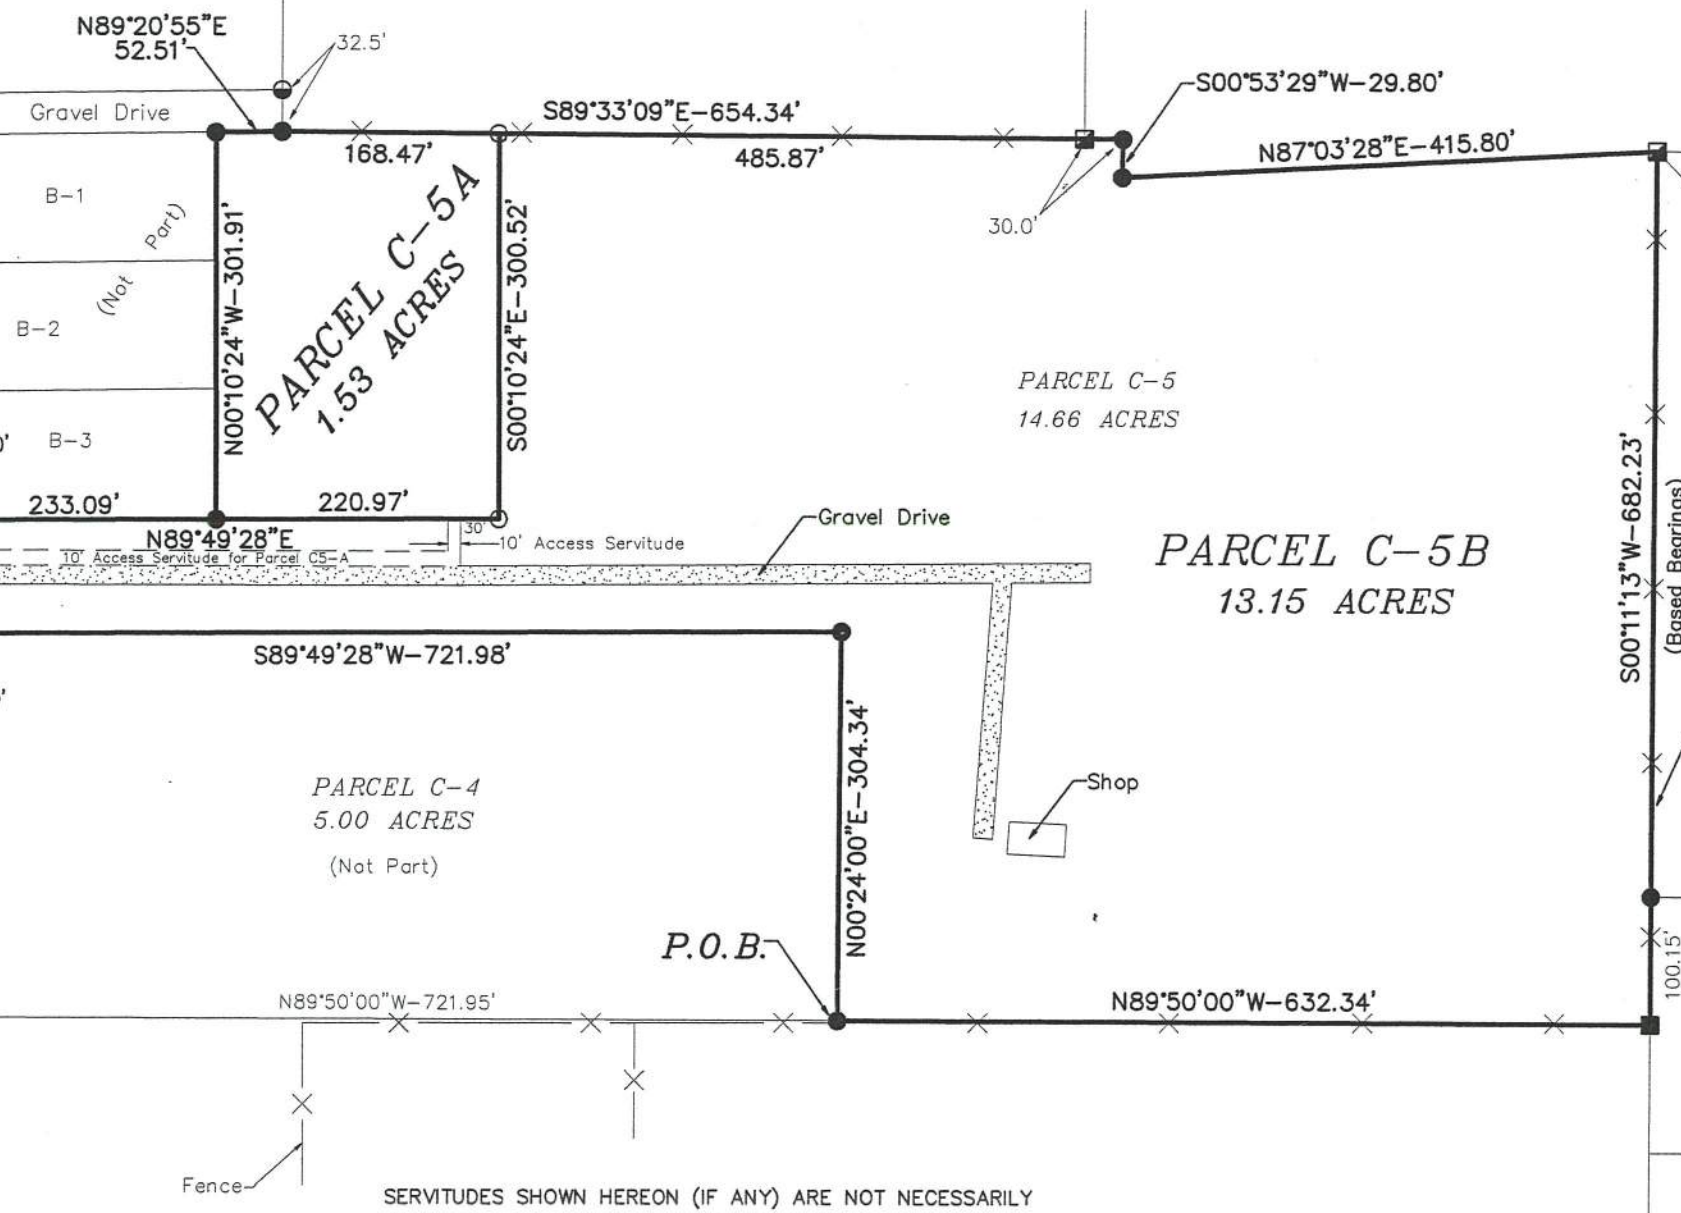 N89°20'55"E
52.51'
32.5'
Gravel Drive
S89°33'09"E-654.34'
168.47'
485.87'
S00°53'29"W-29.80'
N87°03'28"E-415.80'
30.0'
B-1
(Not Part)
B-2
B-3
0'
N00°10'24"W-301.91'
PARCEL C-5A
1.53 ACRES
S00°10'24"E-300.52'
PARCEL C-5
14.66 ACRES
S00°11'13"W-682.23'
(Based Bearings)
233.09'
220.97'
N89°49'28"E
30'
10' Access Servitude
10' Access Servitude for Parcel C5-A
Gravel Drive
PARCEL C-5B
13.15 ACRES
S89°49'28"W-721.98'
N00°24'00"E-304.34'
PARCEL C-4
5.00 ACRES
(Not Part)
Shop
P.O.B.
N89°50'00"W-721.95'
N89°50'00"W-632.34'
100.15'
Fence
SERVITUDES SHOWN HEREON (IF ANY) ARE NOT NECESSARILY